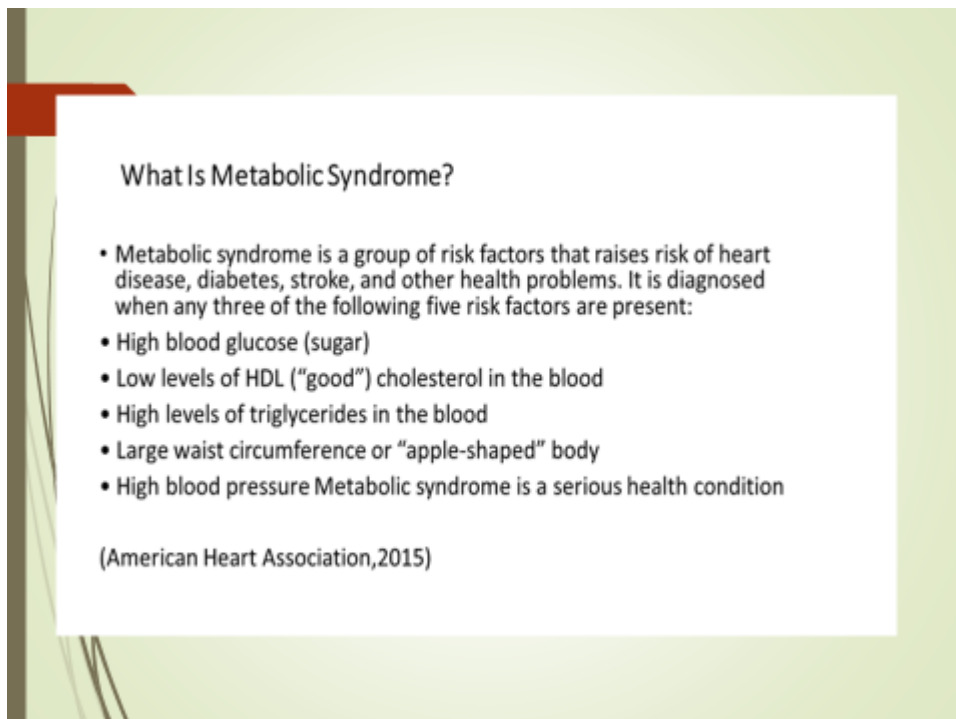 What Is Metabolic Syndrome?
• Metabolic syndrome is a group of risk factors that raises risk of heart
disease, diabetes, stroke, and other health problems. It is diagnosed
when any three of the following five risk factors are present:
• High blood glucose (sugar)
• Low levels of HDL (“good”) cholesterol in the blood
• High levels of triglycerides in the blood
• Large waist circumference or “apple-shaped” body
• High blood pressure Metabolic syndrome is a serious health condition
(American Heart Association,2015)